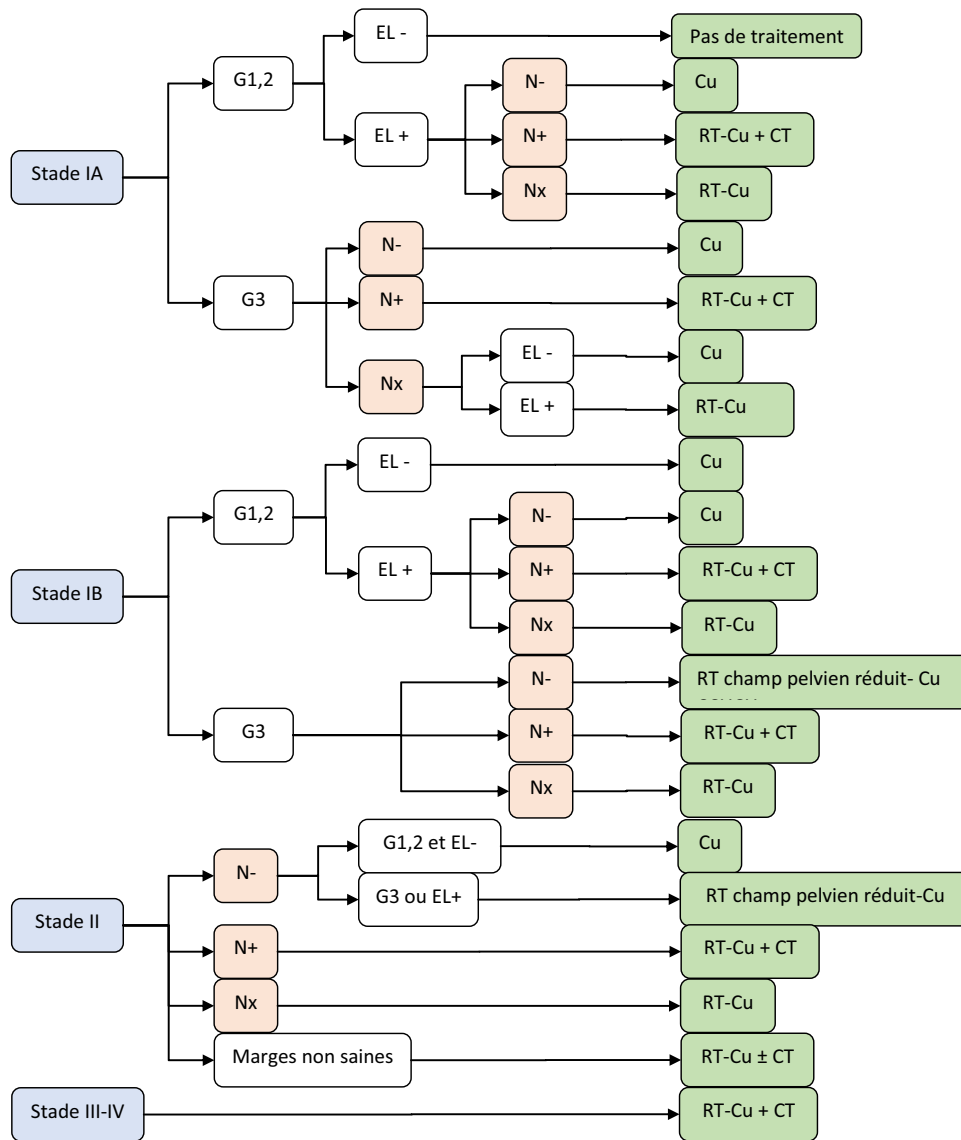 EL -
Pas de traitement
G1,2
N-
Cu
EL +
N+
RT-Cu + CT
Nx
RT-Cu
Stade IA
N-
Cu
G3
N+
RT-Cu + CT
Nx
EL -
Cu
EL +
RT-Cu
EL -
Cu
G1,2
N-
Cu
EL +
N+
RT-Cu + CT
Nx
RT-Cu
Stade IB
N-
RT champ pelvien réduit- Cu
G3
N+
RT-Cu + CT
Nx
RT-Cu
N-
G1,2 et EL-
Cu
G3 ou EL+
RT champ pelvien réduit-Cu
Stade II
N+
RT-Cu + CT
Nx
RT-Cu
Marges non saines
RT-Cu ± CT
Stade III-IV
RT-Cu + CT